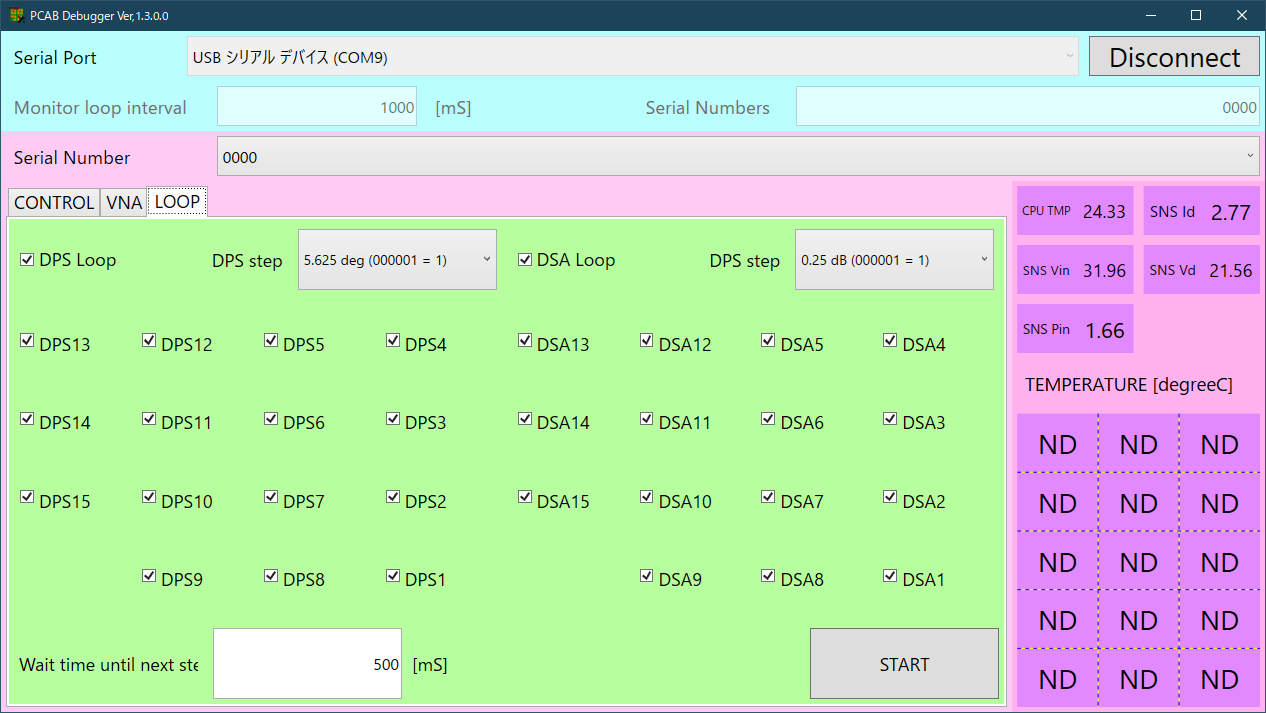 PCAB Debugger Ver,1.3.0.0
Serial Port USB シリアル デバイス (COM9) Disconnect
Monitor loop interval 1000 [mS] Serial Numbers 0000
Serial Number 0000
CONTROL VNA LOOP
DPS Loop DPS step 5.625 deg (000001 = 1) DSA Loop DPS step 0.25 dB (000001 = 1)
DPS13 DPS12 DPS5 DPS4 DSA13 DSA12 DSA5 DSA4
DPS14 DPS11 DPS6 DPS3 DSA14 DSA11 DSA6 DSA3
DPS15 DPS10 DPS7 DPS2 DSA15 DSA10 DSA7 DSA2
DPS9 DPS8 DPS1 DSA9 DSA8 DSA1
Wait time until next ste 500 [mS] START
CPU TMP 24.33 SNS Id 2.77
SNS Vin 31.96 SNS Vd 21.56
SNS Pin 1.66
TEMPERATURE [degreeC]
ND ND ND
ND ND ND
ND ND ND
ND ND ND
ND ND ND